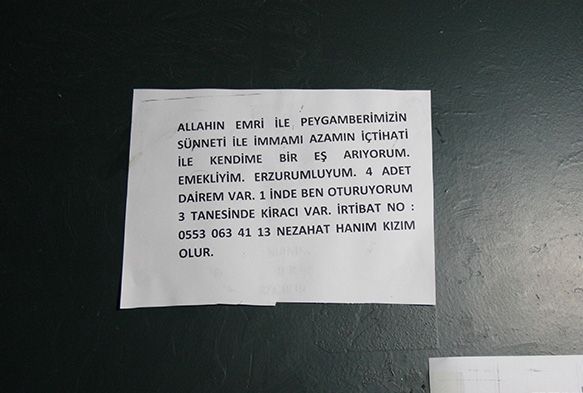 ALLAHIN EMRİ İLE PEYGAMBERİMİZİN
SÜNNETİ İLE İMMAMI AZAMIN İÇTİHATİ
İLE KENDİME BİR EŞ ARIYORUM.
EMEKLİYİM. ERZURUMLUYUM. 4 ADET
DAİREM VAR. 1 İNDE BEN OTURUYORUM
3 TANESİNDE KİRACI VAR. İRTİBAT NO :
0553 063 41 13 NEZAHAT HANIM KIZIM
OLUR.